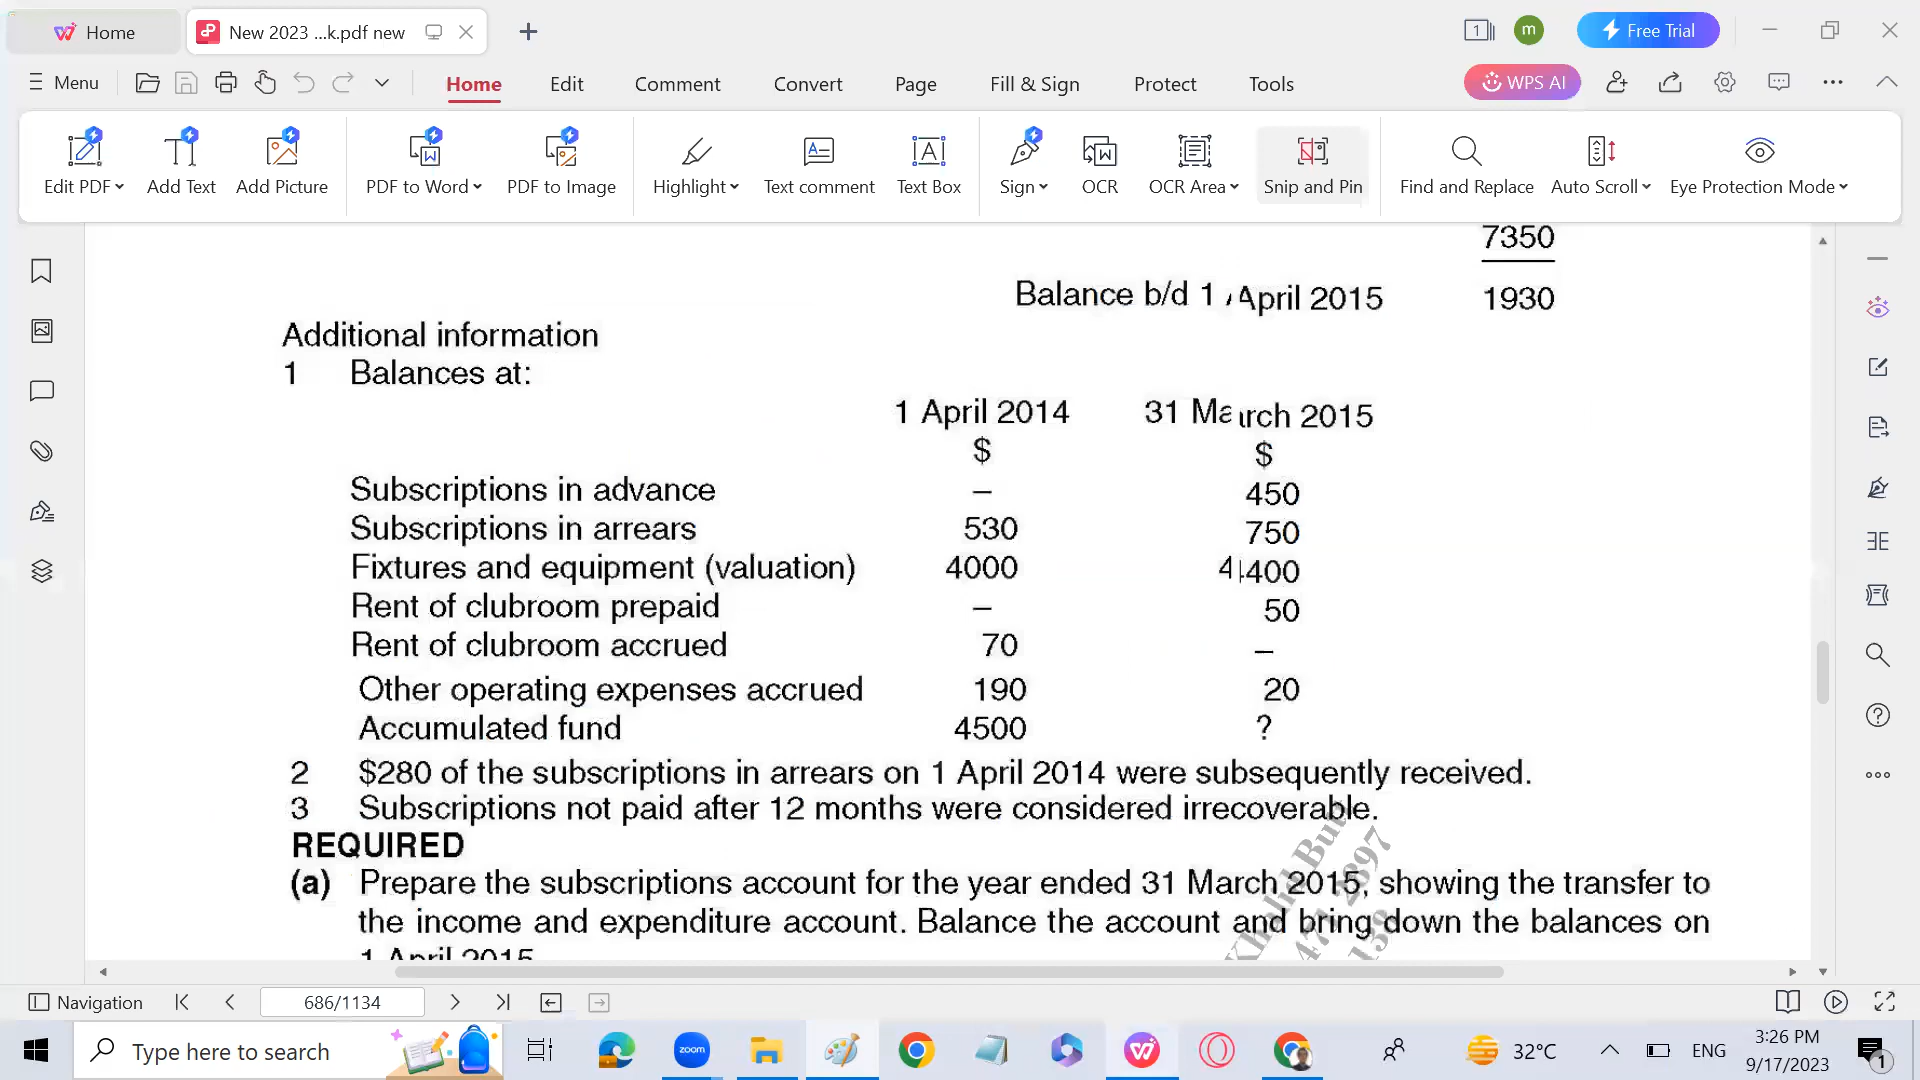 Home
New 2023 ...k.pdf new
1
m
Free Trial
Menu
Home Edit Comment Convert Page Fill & Sign Protect Tools
WPS AI
Edit PDF Add Text Add Picture PDF to Word PDF to Image Highlight Text comment Text Box Sign OCR OCR Area Snip and Pin Find and Replace Auto Scroll Eye Protection Mode
7350
Balance b/d 1 April 2015 1930
Additional information
1 Balances at:
1 April 2014 31 March 2015
$ $
Subscriptions in advance – 450
Subscriptions in arrears 530 750
Fixtures and equipment (valuation) 4000 4400
Rent of clubroom prepaid – 50
Rent of clubroom accrued 70 –
Other operating expenses accrued 190 20
Accumulated fund 4500 ?
2 $280 of the subscriptions in arrears on 1 April 2014 were subsequently received.
3 Subscriptions not paid after 12 months were considered irrecoverable.
REQUIRED
(a) Prepare the subscriptions account for the year ended 31 March 2015, showing the transfer to
the income and expenditure account. Balance the account and bring down the balances on
1 April 2015
Khalid
Navigation 686/1134
Type here to search
zoom
32°C
ENG
3:26 PM
9/17/2023
1